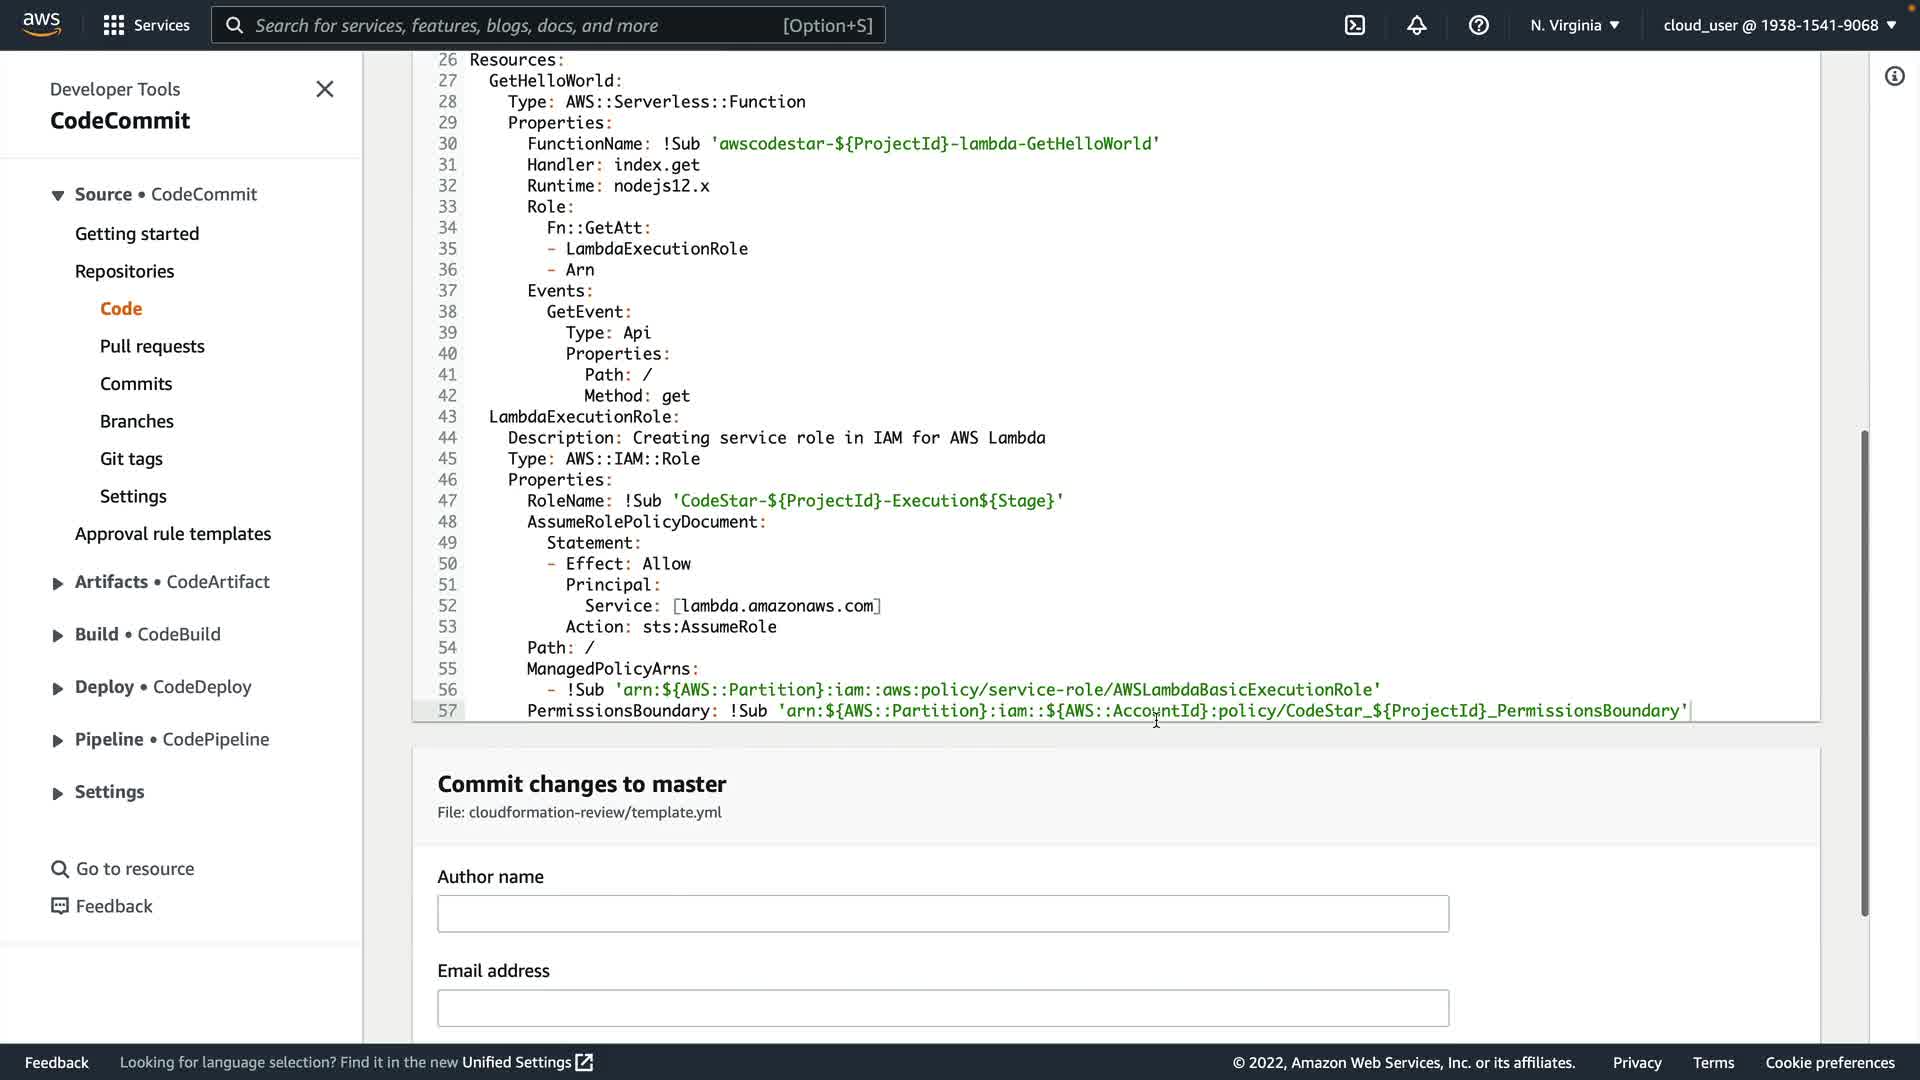 aws
Services
Search for services, features, blogs, docs, and more
[Option+S]
N. Virginia ▼
cloud_user @ 1938-1541-9068 ▼
Developer Tools
CodeCommit
Source • CodeCommit
Getting started
Repositories
Code
Pull requests
Commits
Branches
Git tags
Settings
Approval rule templates
Artifacts • CodeArtifact
Build • CodeBuild
Deploy • CodeDeploy
Pipeline • CodePipeline
Settings
Go to resource
Feedback
26 Resources:
27   GetHelloWorld:
28     Type: AWS::Serverless::Function
29     Properties:
30       FunctionName: !Sub 'awscodestar-${ProjectId}-lambda-GetHelloWorld'
31       Handler: index.get
32       Runtime: nodejs12.x
33       Role:
34         Fn::GetAtt:
35         - LambdaExecutionRole
36         - Arn
37       Events:
38         GetEvent:
39           Type: Api
40           Properties:
41             Path: /
42             Method: get
43   LambdaExecutionRole:
44     Description: Creating service role in IAM for AWS Lambda
45     Type: AWS::IAM::Role
46     Properties:
47       RoleName: !Sub 'CodeStar-${ProjectId}-Execution${Stage}'
48       AssumeRolePolicyDocument:
49         Statement:
50         - Effect: Allow
51           Principal:
52             Service: [lambda.amazonaws.com]
53           Action: sts:AssumeRole
54       Path: /
55       ManagedPolicyArns:
56         - !Sub 'arn:${AWS::Partition}:iam::aws:policy/service-role/AWSLambdaBasicExecutionRole'
57       PermissionsBoundary: !Sub 'arn:${AWS::Partition}:iam::${AWS::AccountId}:policy/CodeStar_${ProjectId}_PermissionsBoundary'
Commit changes to master
File: cloudformation-review/template.yml
Author name
Email address
Feedback
Looking for language selection? Find it in the new Unified Settings
© 2022, Amazon Web Services, Inc. or its affiliates.
Privacy
Terms
Cookie preferences